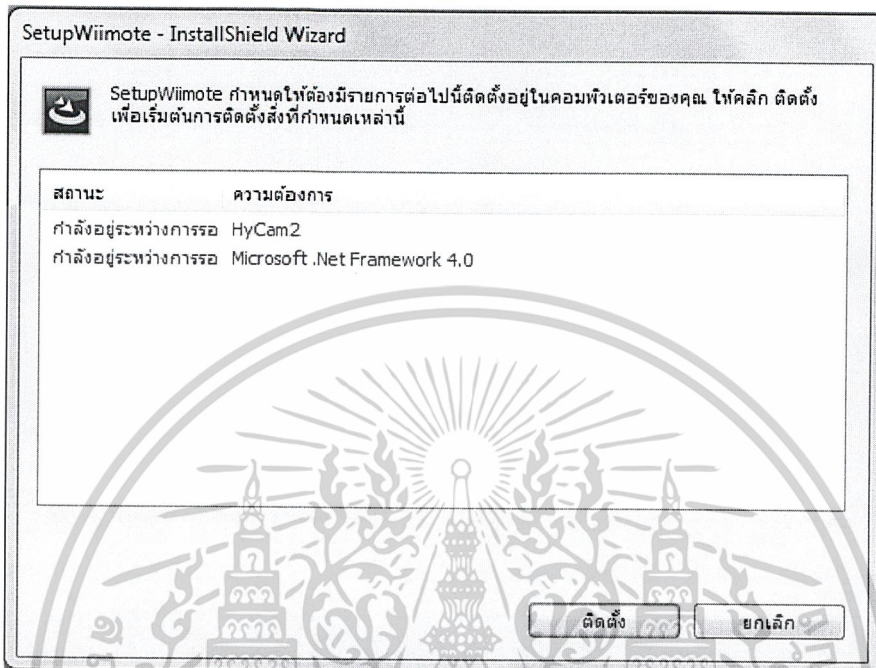 SetupWiimote - InstallShield Wizard
SetupWiimote กำหนดให้ต้องมีรายการต่อไปนี้ติดตั้งอยู่ในคอมพิวเตอร์ของคุณ ให้คลิก ติดตั้ง
เพื่อเริ่มต้นการติดตั้งสิ่งที่กำหนดเหล่านี้
สถานะ ความต้องการ
กำลังอยู่ระหว่างการรอ HyCam2
กำลังอยู่ระหว่างการรอ Microsoft .Net Framework 4.0
ติดตั้ง ยกเลิก